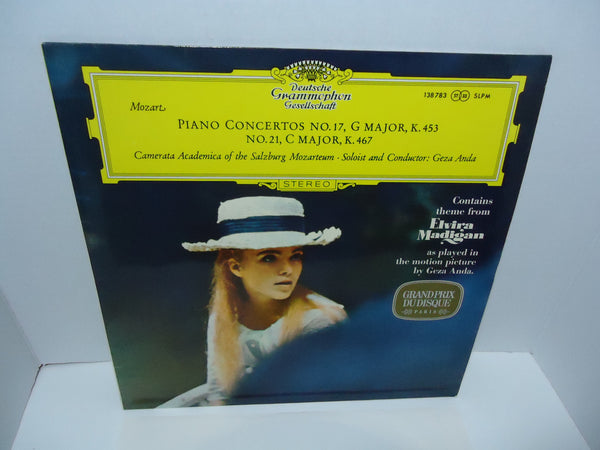 Deutsche
Grammophon
Gesellschaft
138 783 SLPM
Mozart
PIANO CONCERTOS NO. 17, G MAJOR, K. 453
NO. 21, C MAJOR, K. 467
Camerata Academica of the Salzburg Mozarteum · Soloist and Conductor: Geza Anda
STEREO
Contains
theme from
Elvira
Madigan
as played in
the motion picture
by Geza Anda.
GRAND PRIX
DU DISQUE
PARIS